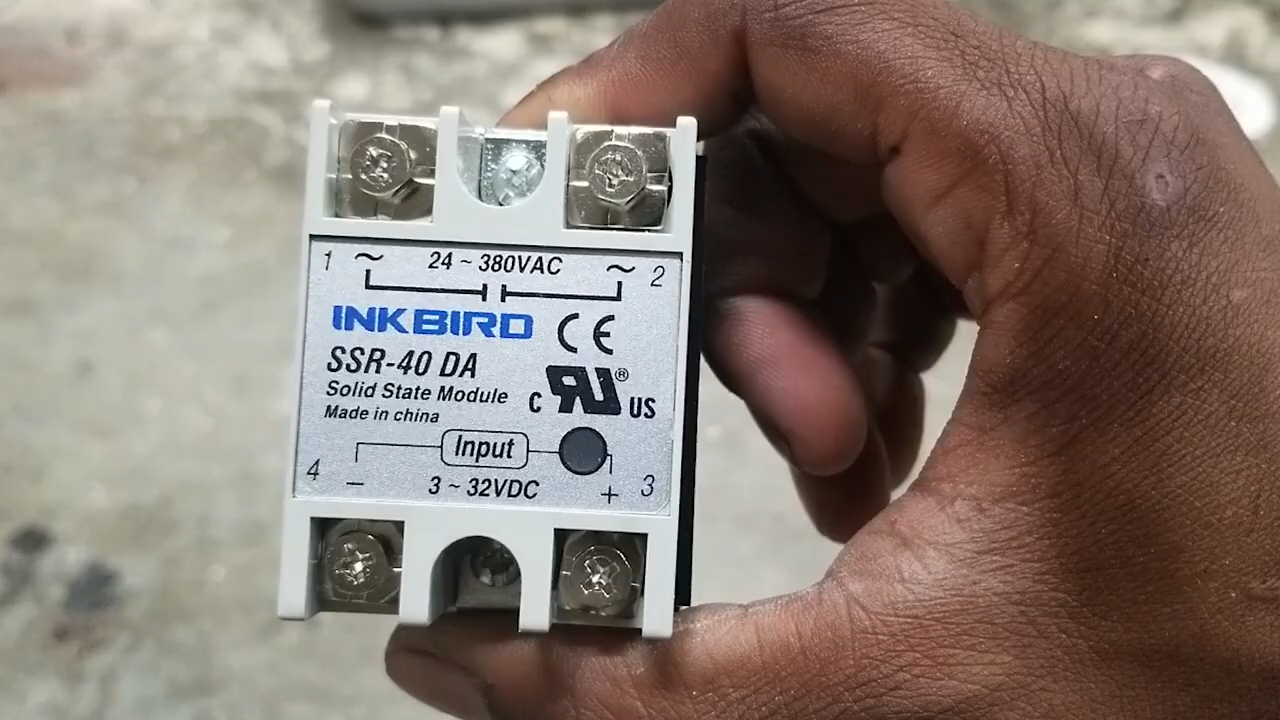 1 ~ 24 ~ 380VAC ~ 2
INKBIRD CE
SSR-40 DA
Solid State Module
Made in china
c RU® US
Input
4 − 3 ~ 32VDC + 3